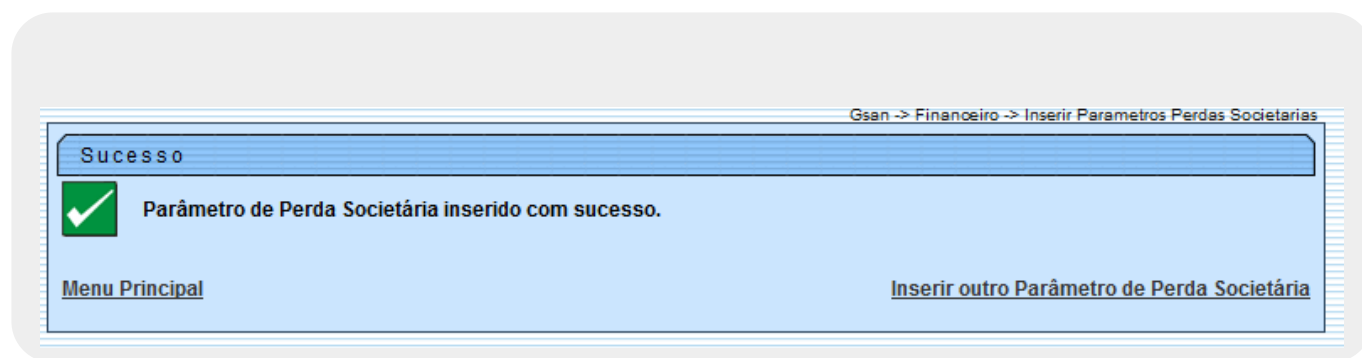 Gsan -> Financeiro -> Inserir Parametros Perdas Societarias
Sucesso
Parâmetro de Perda Societária inserido com sucesso.
Menu Principal
Inserir outro Parâmetro de Perda Societária